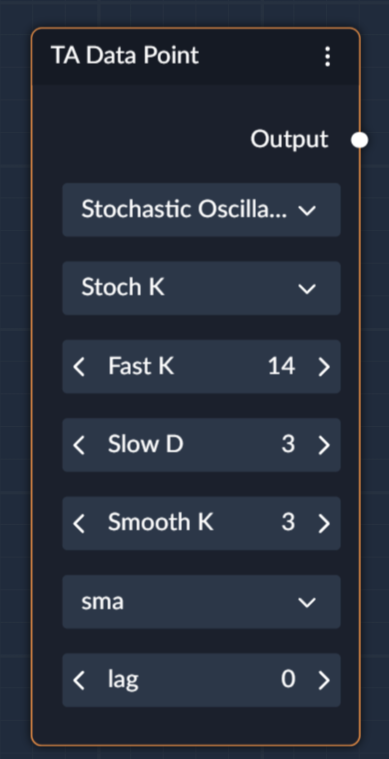 TA Data Point
Output
Stochastic Oscilla...
Stoch K
Fast K 14
Slow D 3
Smooth K 3
sma
lag 0